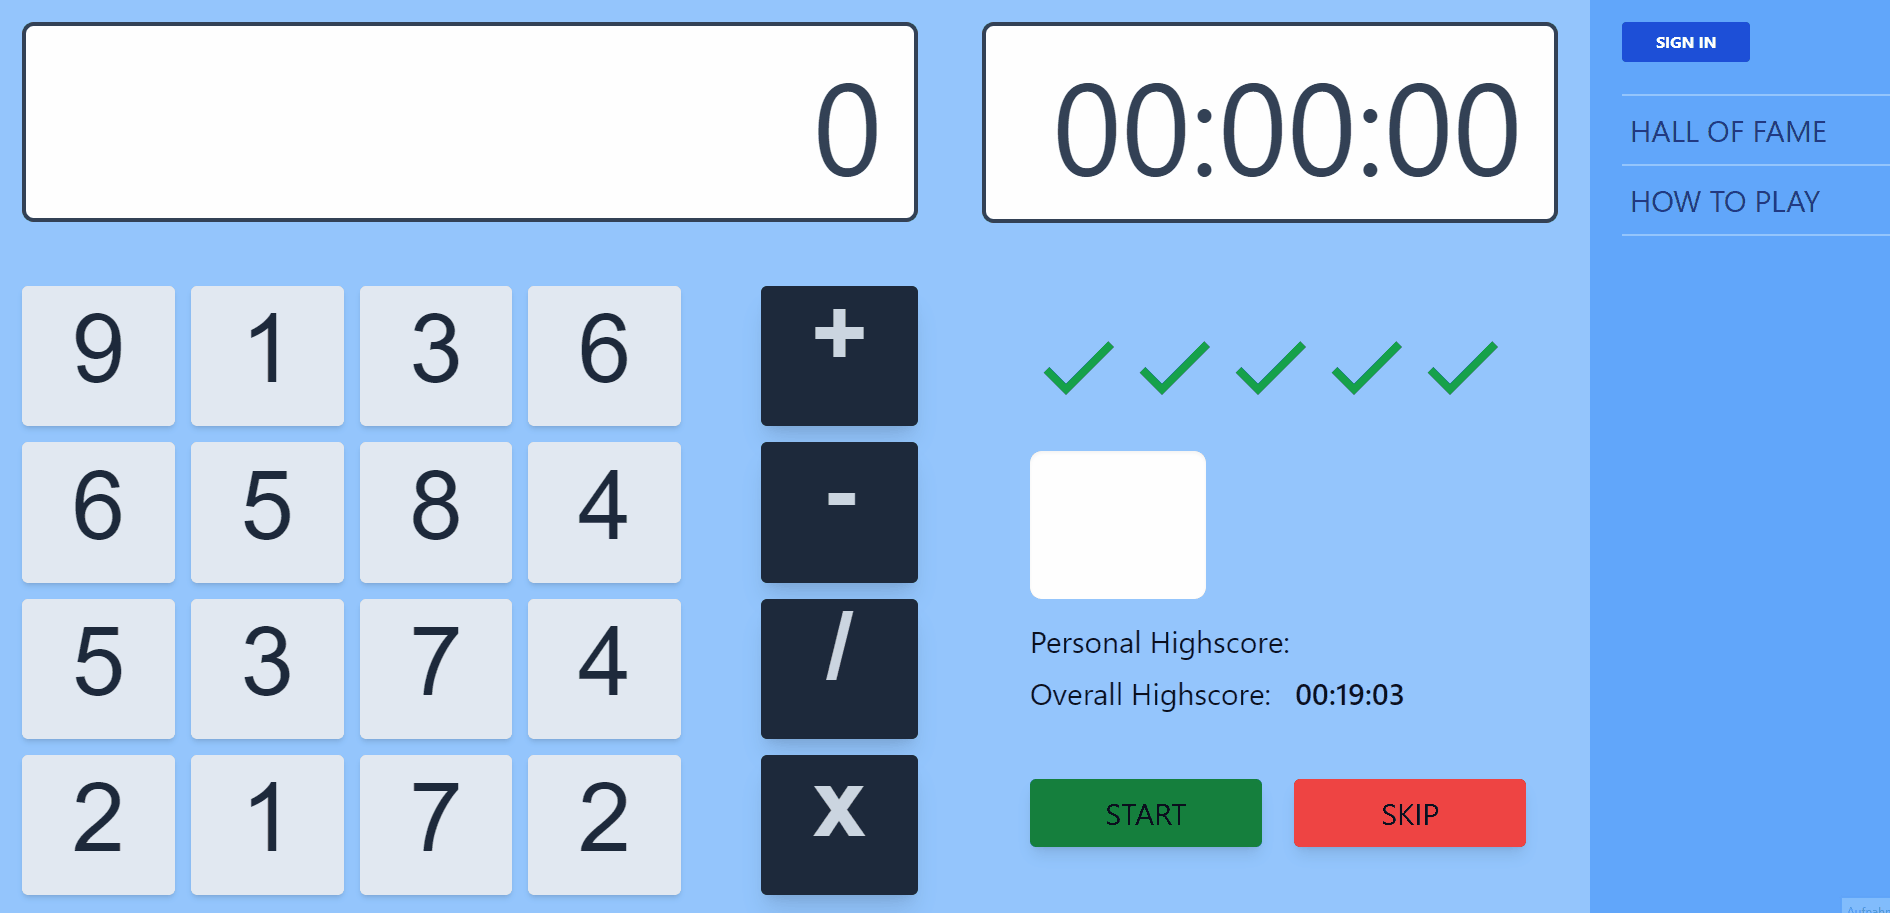 0
00:00:00
SIGN IN
HALL OF FAME
HOW TO PLAY
9 1 3 6 +
6 5 8 4 -
5 3 7 4 /
2 1 7 2 x
Personal Highscore:
Overall Highscore: 00:19:03
START SKIP